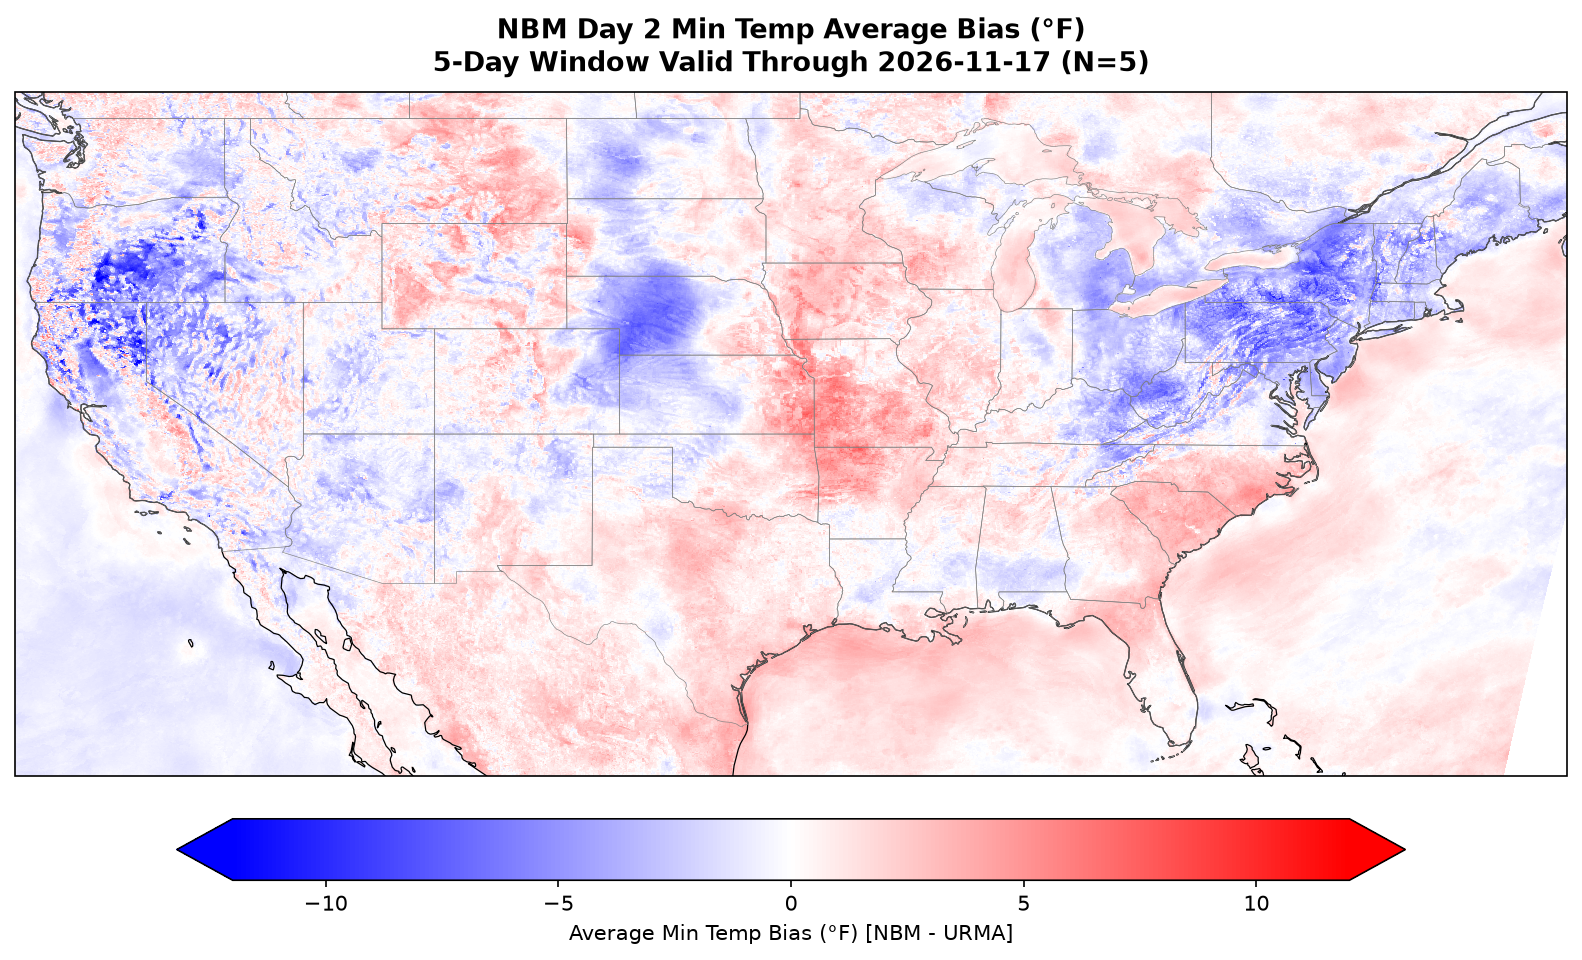 NBM Day 2 Min Temp Average Bias (°F)
5-Day Window Valid Through 2026-11-17 (N=5)
−10 −5 0 5 10
Average Min Temp Bias (°F) [NBM - URMA]